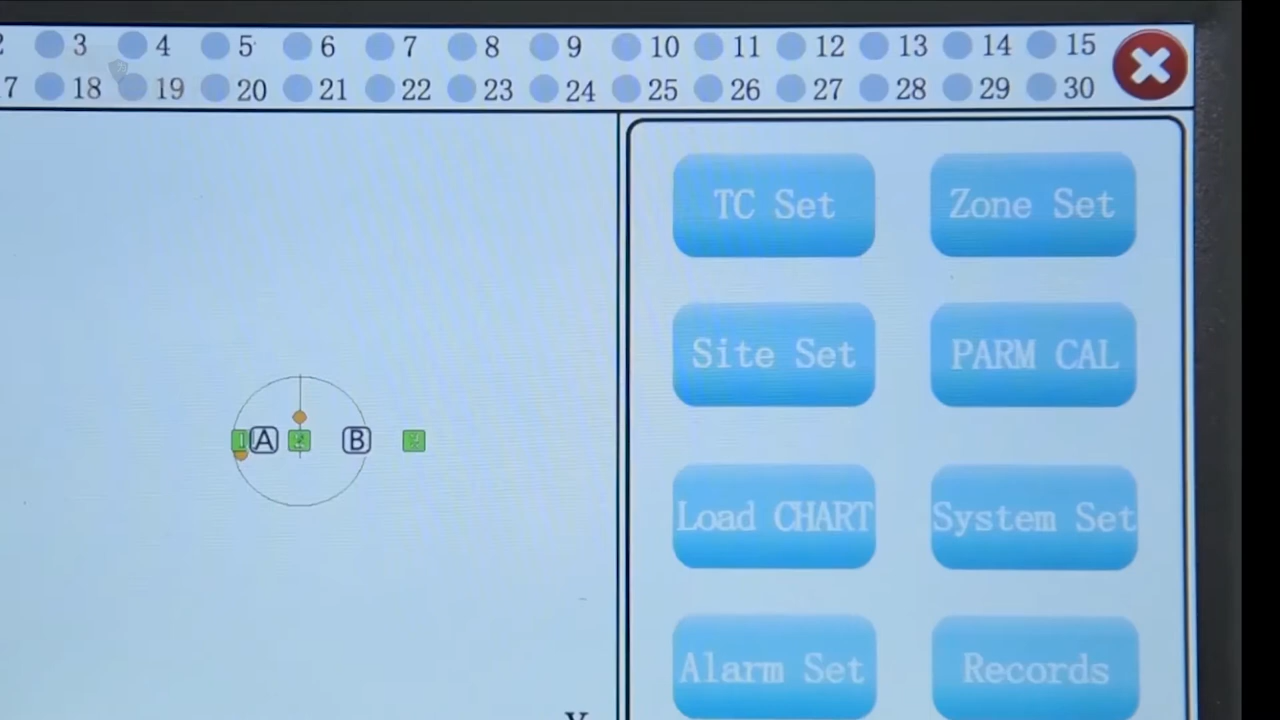 3 4 5 6 7 8 9 10 11 12 13 14 15
7 18 19 20 21 22 23 24 25 26 27 28 29 30
TC Set Zone Set
Site Set PARM CAL
A B
Load CHART System Set
Alarm Set Records